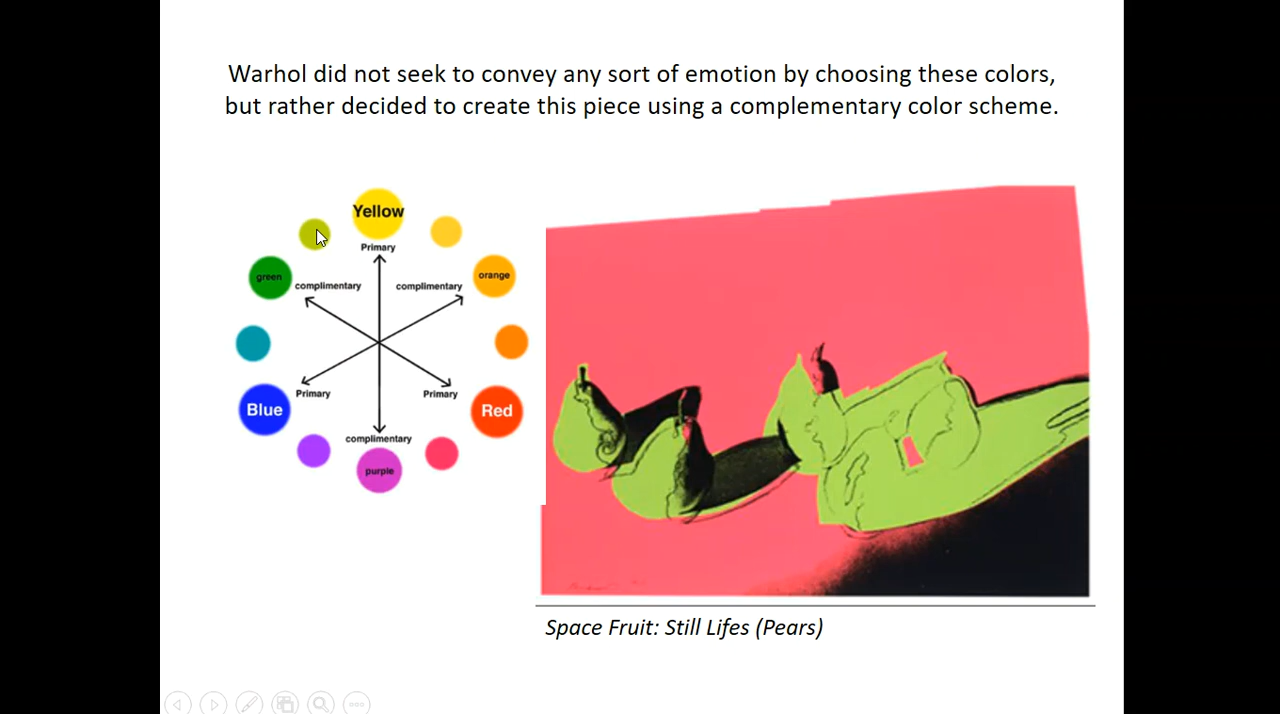 Warhol did not seek to convey any sort of emotion by choosing these colors,
but rather decided to create this piece using a complementary color scheme.
Yellow
Primary
green
complimentary
complimentary
orange
Primary
Primary
Blue
Red
complimentary
purple
Space Fruit: Still Lifes (Pears)